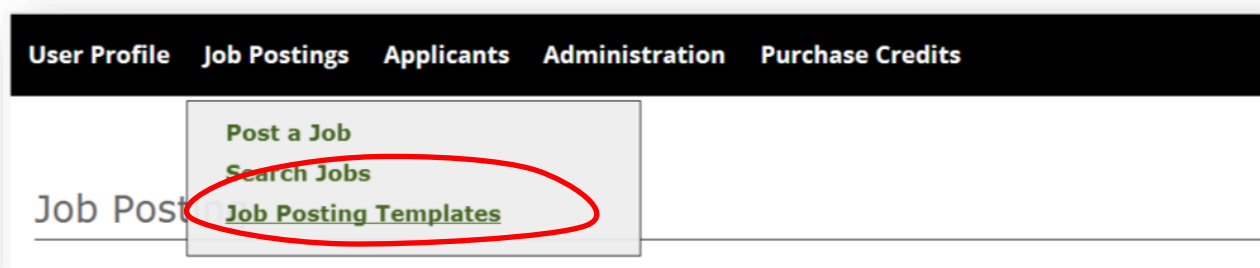 User Profile Job Postings Applicants Administration Purchase Credits
Post a Job
Search Jobs
Job Post
Job Posting Templates